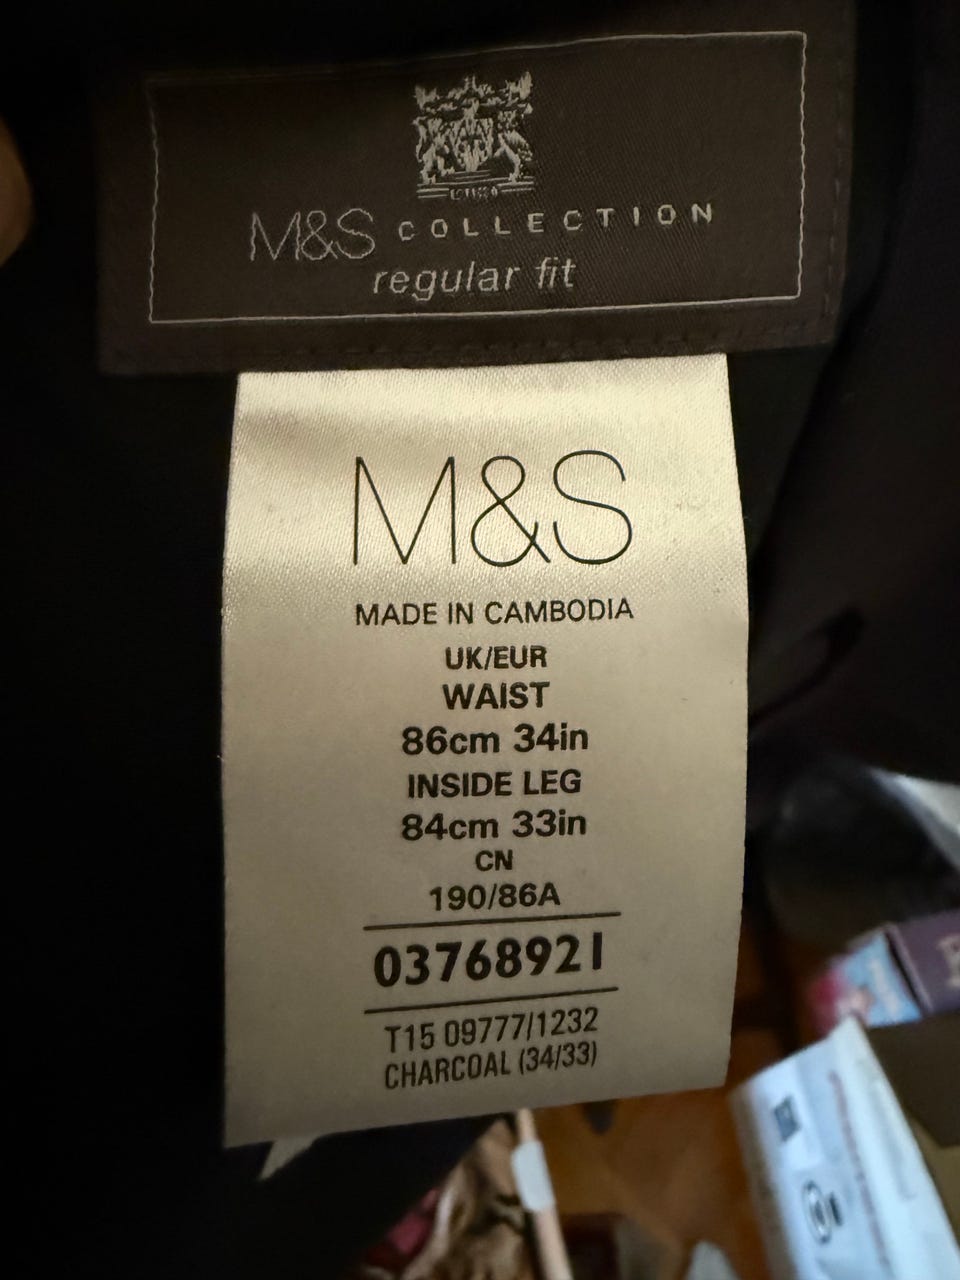 M&S COLLECTION
regular fit
M&S
MADE IN CAMBODIA
UK/EUR
WAIST
86cm 34in
INSIDE LEG
84cm 33in
CN
190/86A
03768921
T15 09777/1232
CHARCOAL (34/33)